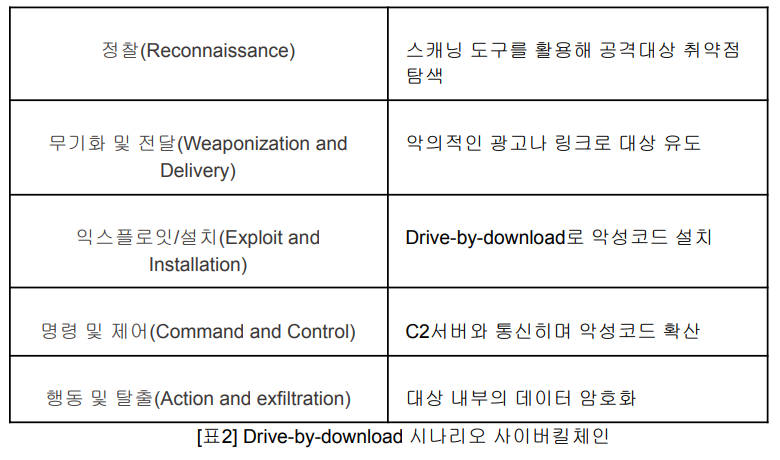 정찰(Reconnaissance)
스캐닝 도구를 활용해 공격대상 취약점
탐색
무기화 및 전달(Weaponization and
Delivery)
악의적인 광고나 링크로 대상 유도
익스플로잇/설치(Exploit and
Installation)
Drive-by-download로 악성코드 설치
명령 및 제어(Command and Control)
C2서버와 통신히며 악성코드 확산
행동 및 탈출(Action and exfiltration)
대상 내부의 데이터 암호화
[표2] Drive-by-download 시나리오 사이버킬체인